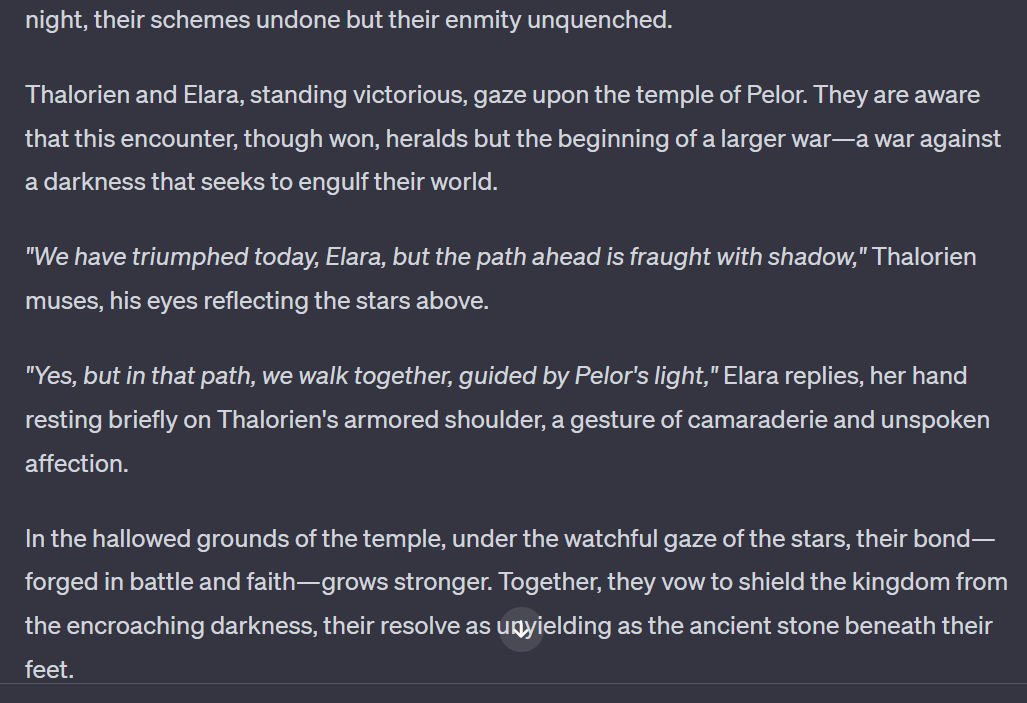 night, their schemes undone but their enmity unquenched.
Thalorien and Elara, standing victorious, gaze upon the temple of Pelor. They are aware
that this encounter, though won, heralds but the beginning of a larger war—a war against
a darkness that seeks to engulf their world.
"We have triumphed today, Elara, but the path ahead is fraught with shadow," Thalorien
muses, his eyes reflecting the stars above.
"Yes, but in that path, we walk together, guided by Pelor's light," Elara replies, her hand
resting briefly on Thalorien's armored shoulder, a gesture of camaraderie and unspoken
affection.
In the hallowed grounds of the temple, under the watchful gaze of the stars, their bond—
forged in battle and faith—grows stronger. Together, they vow to shield the kingdom from
the encroaching darkness, their resolve as unyielding as the ancient stone beneath their
feet.